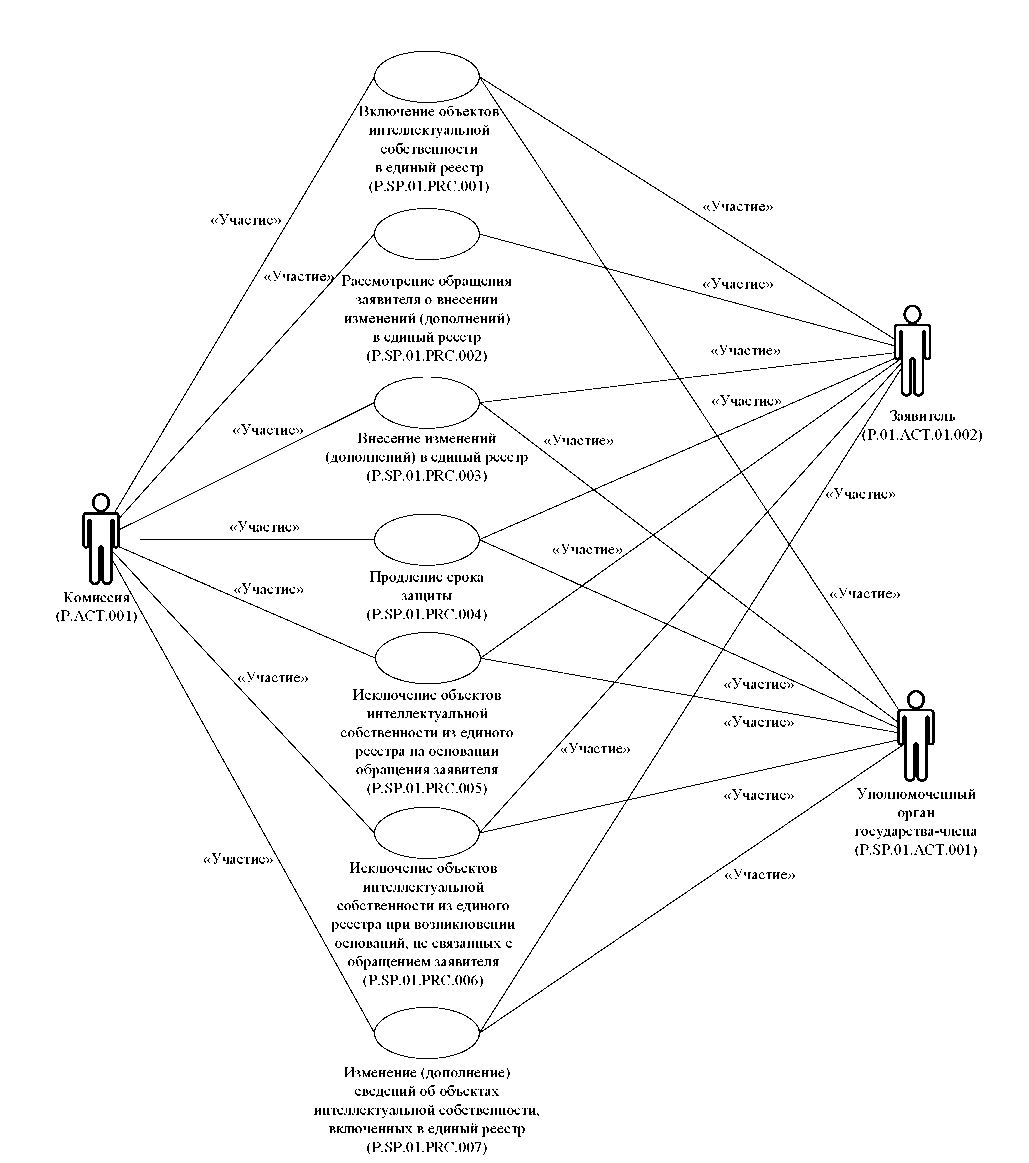 Включение объектов
интеллектуальной
собственности
в единый реестр
(P.SP.01.PRC.001)
«Участие»
«Участие»
«Участие»
Рассмотрение обращения
заявителя о внесении
изменений (дополнений)
в единый реестр
(P.SP.01.PRC.002)
«Участие»
«Участие»
«Участие»
Заявитель
(P.01.ACT.01.002)
Внесение изменений
(дополнений) в единый реестр
(P.SP.01.PRC.003)
«Участие»
«Участие»
«Участие»
«Участие»
«Участие»
Комиссия
(P.ACT.001)
Продление срока
защиты
(P.SP.01.PRC.004)
«Участие»
«Участие»
«Участие»
«Участие»
«Участие»
Исключение объектов
интеллектуальной
собственности из единого
реестра на основании
обращения заявителя
(P.SP.01.PRC.005)
«Участие»
«Участие»
«Участие»
Уполномоченный
орган
государства-члена
(P.SP.01.ACT.001)
«Участие»
«Участие»
Исключение объектов
интеллектуальной
собственности из единого
реестра при возникновении
оснований, не связанных с
обращением заявителя
(P.SP.01.PRC.006)
Изменение (дополнение)
сведений об объектах
интеллектуальной собственности,
включенных в единый реестр
(P.SP.01.PRC.007)